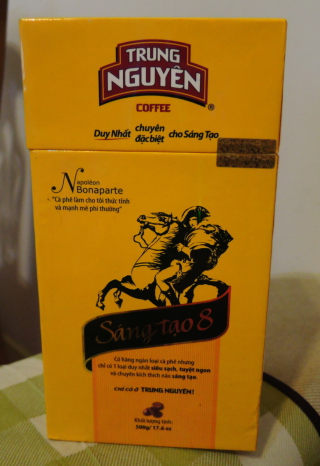 TRUNG
NGUYÊN
COFFEE
®
Duy Nhất chuyên đặc biệt cho Sáng Tạo
Napoléon
Bonaparte
"Cà phê làm cho tôi thức tỉnh
và mạnh mẽ phi thường"
Sáng tạo 8
Có hàng ngàn loại cà phê nhưng
chỉ có 1 loại duy nhất siêu sạch, tuyệt ngon
và chuyên kích thích não sáng tạo.
CHỈ CÓ Ở TRUNG NGUYÊN!
Khối lượng tịnh:
500g/ 17.6 oz